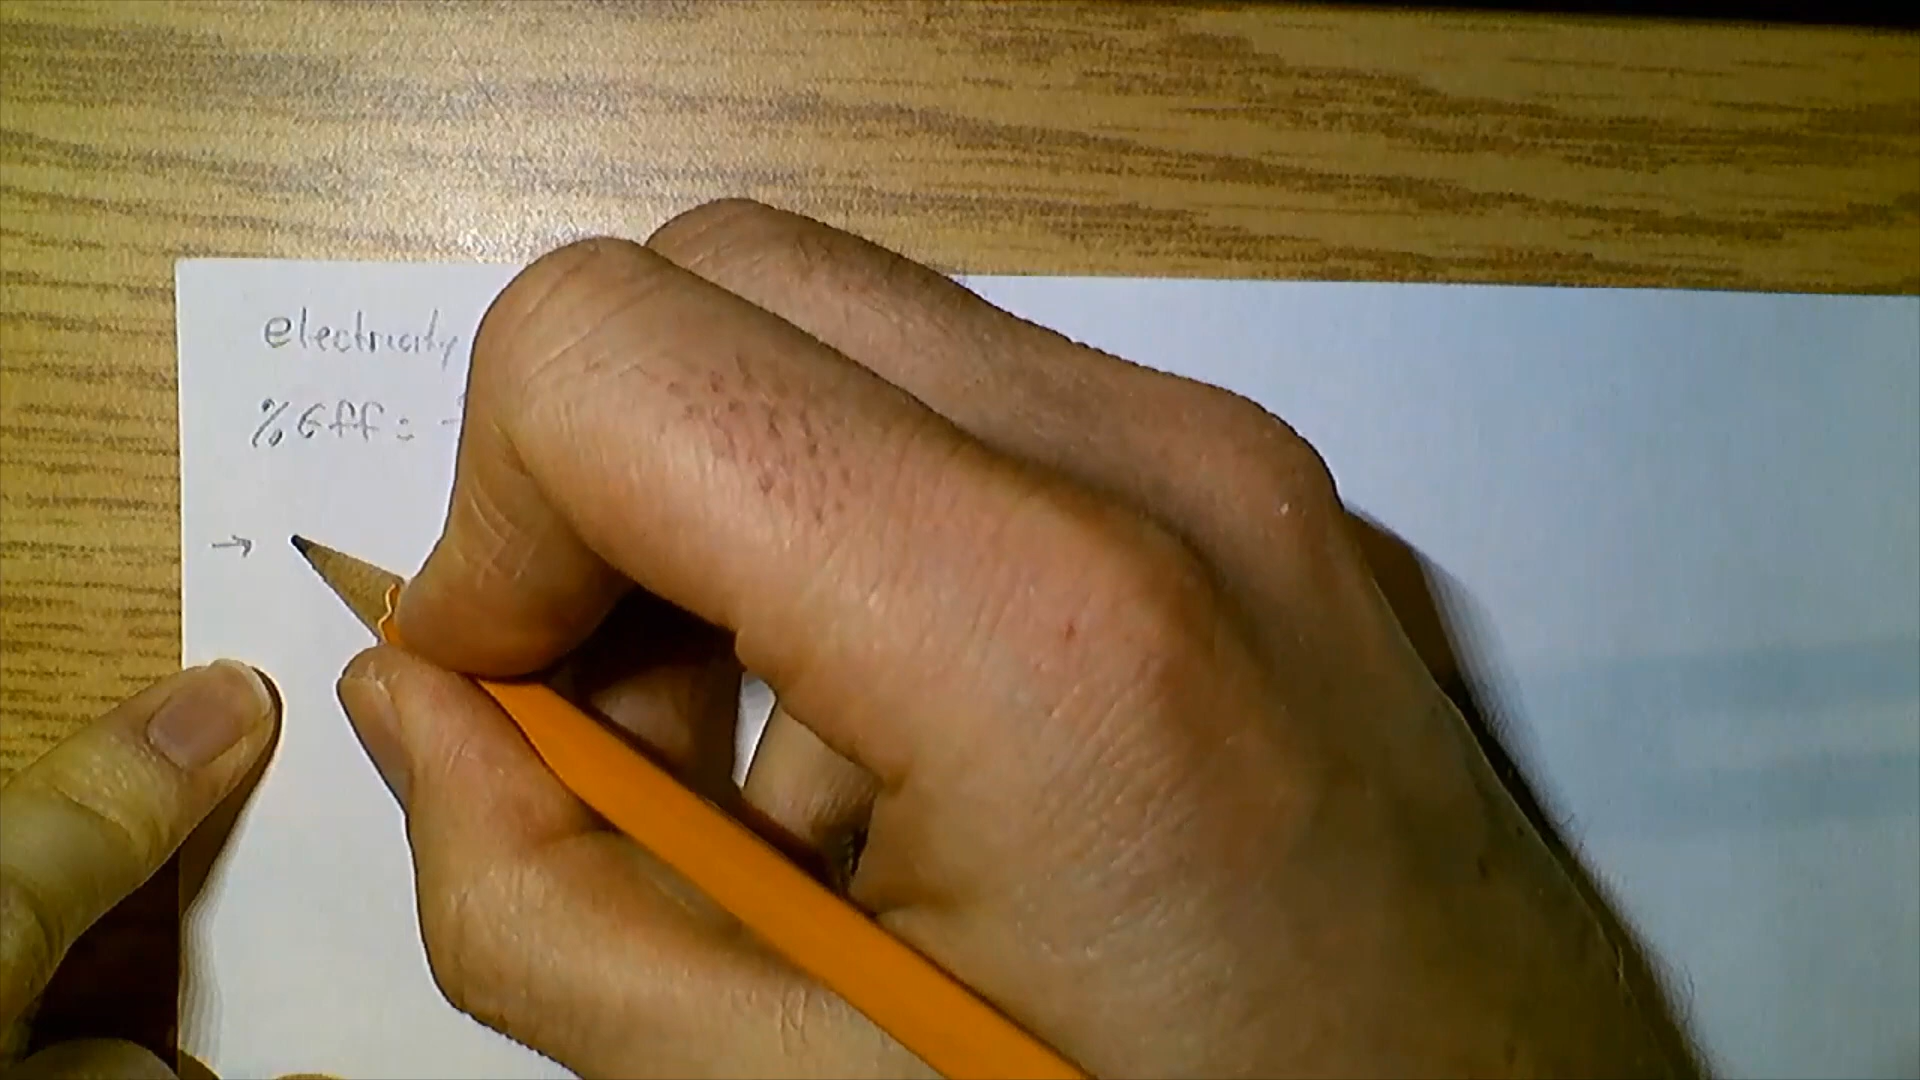 electricity
%Eff = -
→